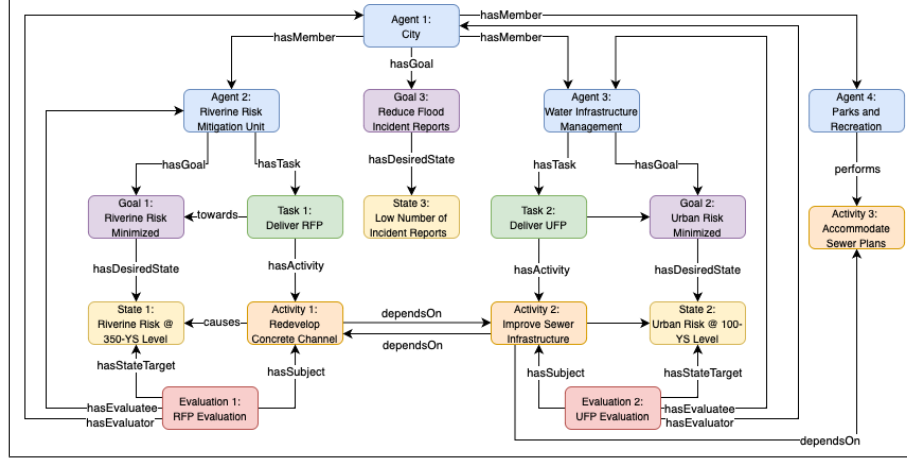 Agent 1:
City
hasMember
hasMember
hasMember
hasGoal
Agent 2:
Riverine Risk
Mitigation Unit
Goal 3:
Reduce Flood
Incident Reports
Agent 3:
Water Infrastructure
Management
Agent 4:
Parks and
Recreation
hasGoal
hasTask
hasDesiredState
hasTask
hasGoal
performs
Goal 1:
Riverine Risk
Minimized
towards
Task 1:
Deliver RFP
State 3:
Low Number of
Incident Reports
Task 2:
Deliver UFP
Goal 2:
Urban Risk
Minimized
Activity 3:
Accommodate
Sewer Plans
hasDesiredState
hasActivity
hasActivity
hasDesiredState
State 1:
Riverine Risk @
350-YS Level
causes
Activity 1:
Redevelop
Concrete Channel
dependsOn
dependsOn
Activity 2:
Improve Sewer
Infrastructure
State 2:
Urban Risk @ 100-
YS Level
hasStateTarget
hasSubject
hasSubject
hasStateTarget
Evaluation 1:
RFP Evaluation
hasEvaluatee
hasEvaluator
Evaluation 2:
UFP Evaluation
hasEvaluatee
hasEvaluator
dependsOn